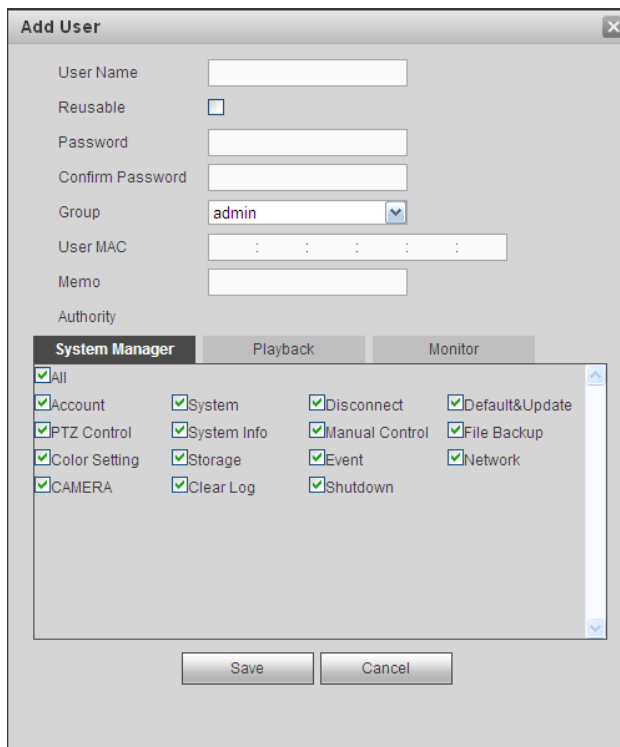 Add User
User Name
Reusable
Password
Confirm Password
Group admin
User MAC : : : : :
Memo
Authority
System Manager Playback Monitor
All
Account System Disconnect Default&Update
PTZ Control System Info Manual Control File Backup
Color Setting Storage Event Network
CAMERA Clear Log Shutdown
Save Cancel